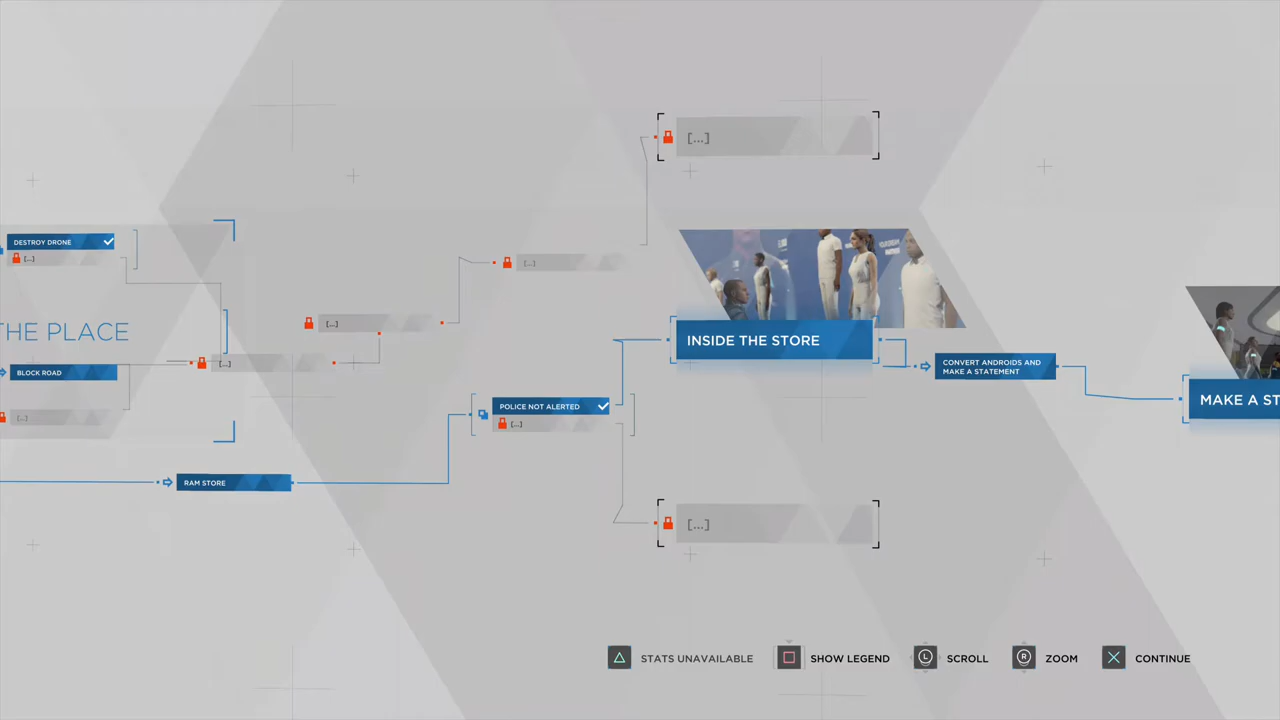 [...]
DESTROY DRONE
[...]
[...]
[...]
THE PLACE
INSIDE THE STORE
[...]
BLOCK ROAD
CONVERT ANDROIDS AND
MAKE A STATEMENT
MAKE A ST
POLICE NOT ALERTED
[...]
[...]
RAM STORE
[...]
STATS UNAVAILABLE
SHOW LEGEND
L
SCROLL
R
ZOOM
CONTINUE